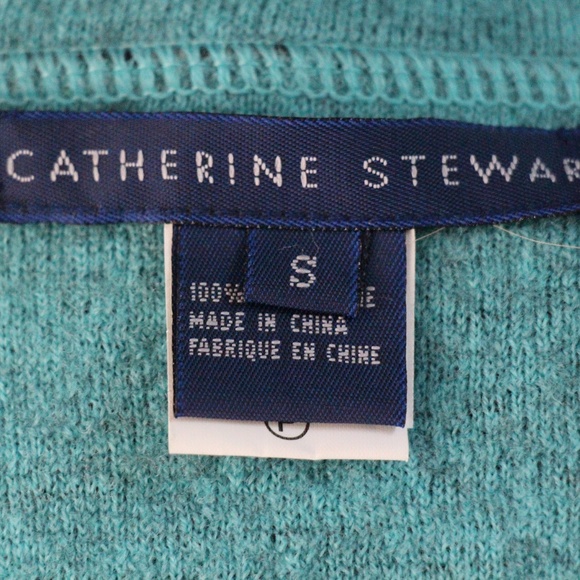 CATHERINE STEWAR
S
100%
MADE IN CHINA
FABRIQUE EN CHINE